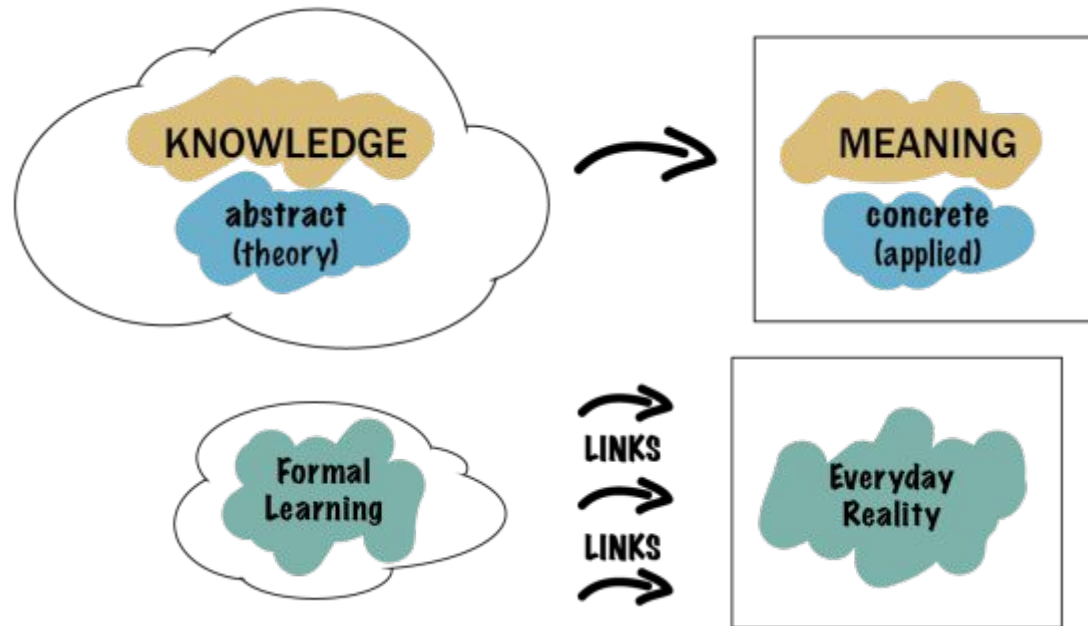 KNOWLEDGE
abstract
(theory)
MEANING
concrete
(applied)
Formal
Learning
LINKS
LINKS
Everyday
Reality